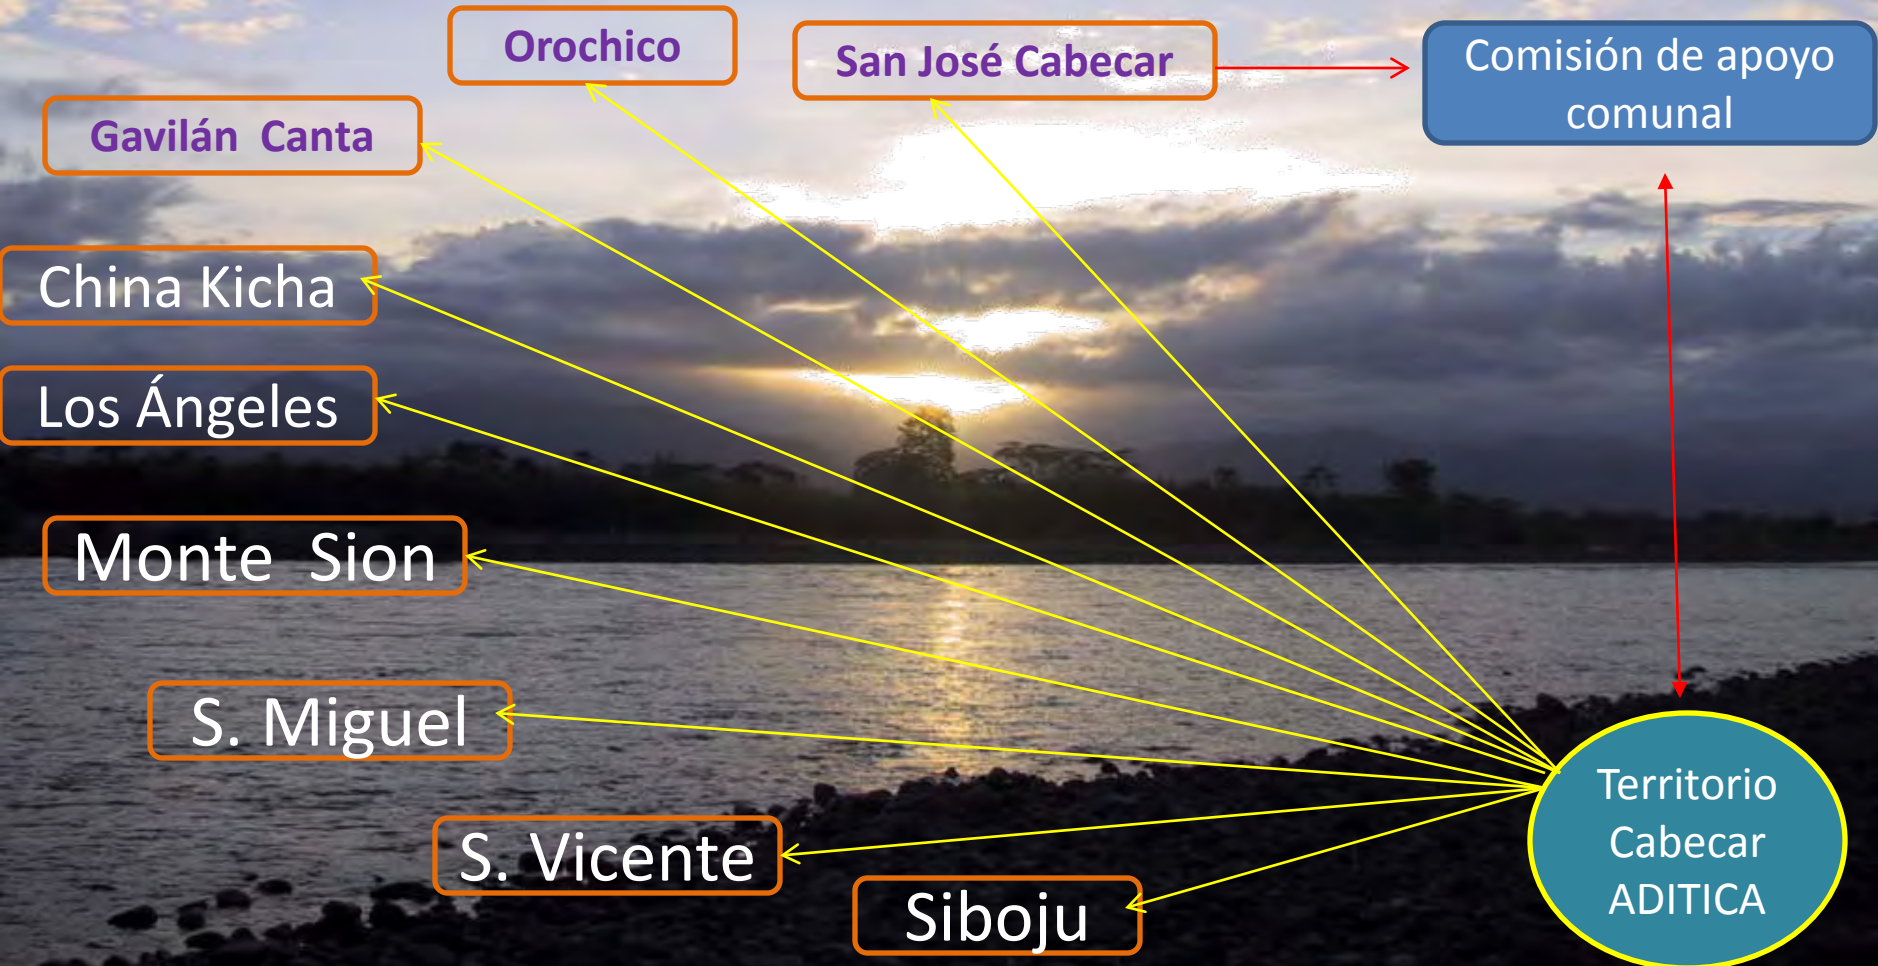 Orochico
San José Cabecar
Comisión de apoyo
comunal
Gavilán Canta
China Kicha
Los Ángeles
Monte Sion
S. Miguel
S. Vicente
Siboju
Territorio
Cabecar
ADITICA